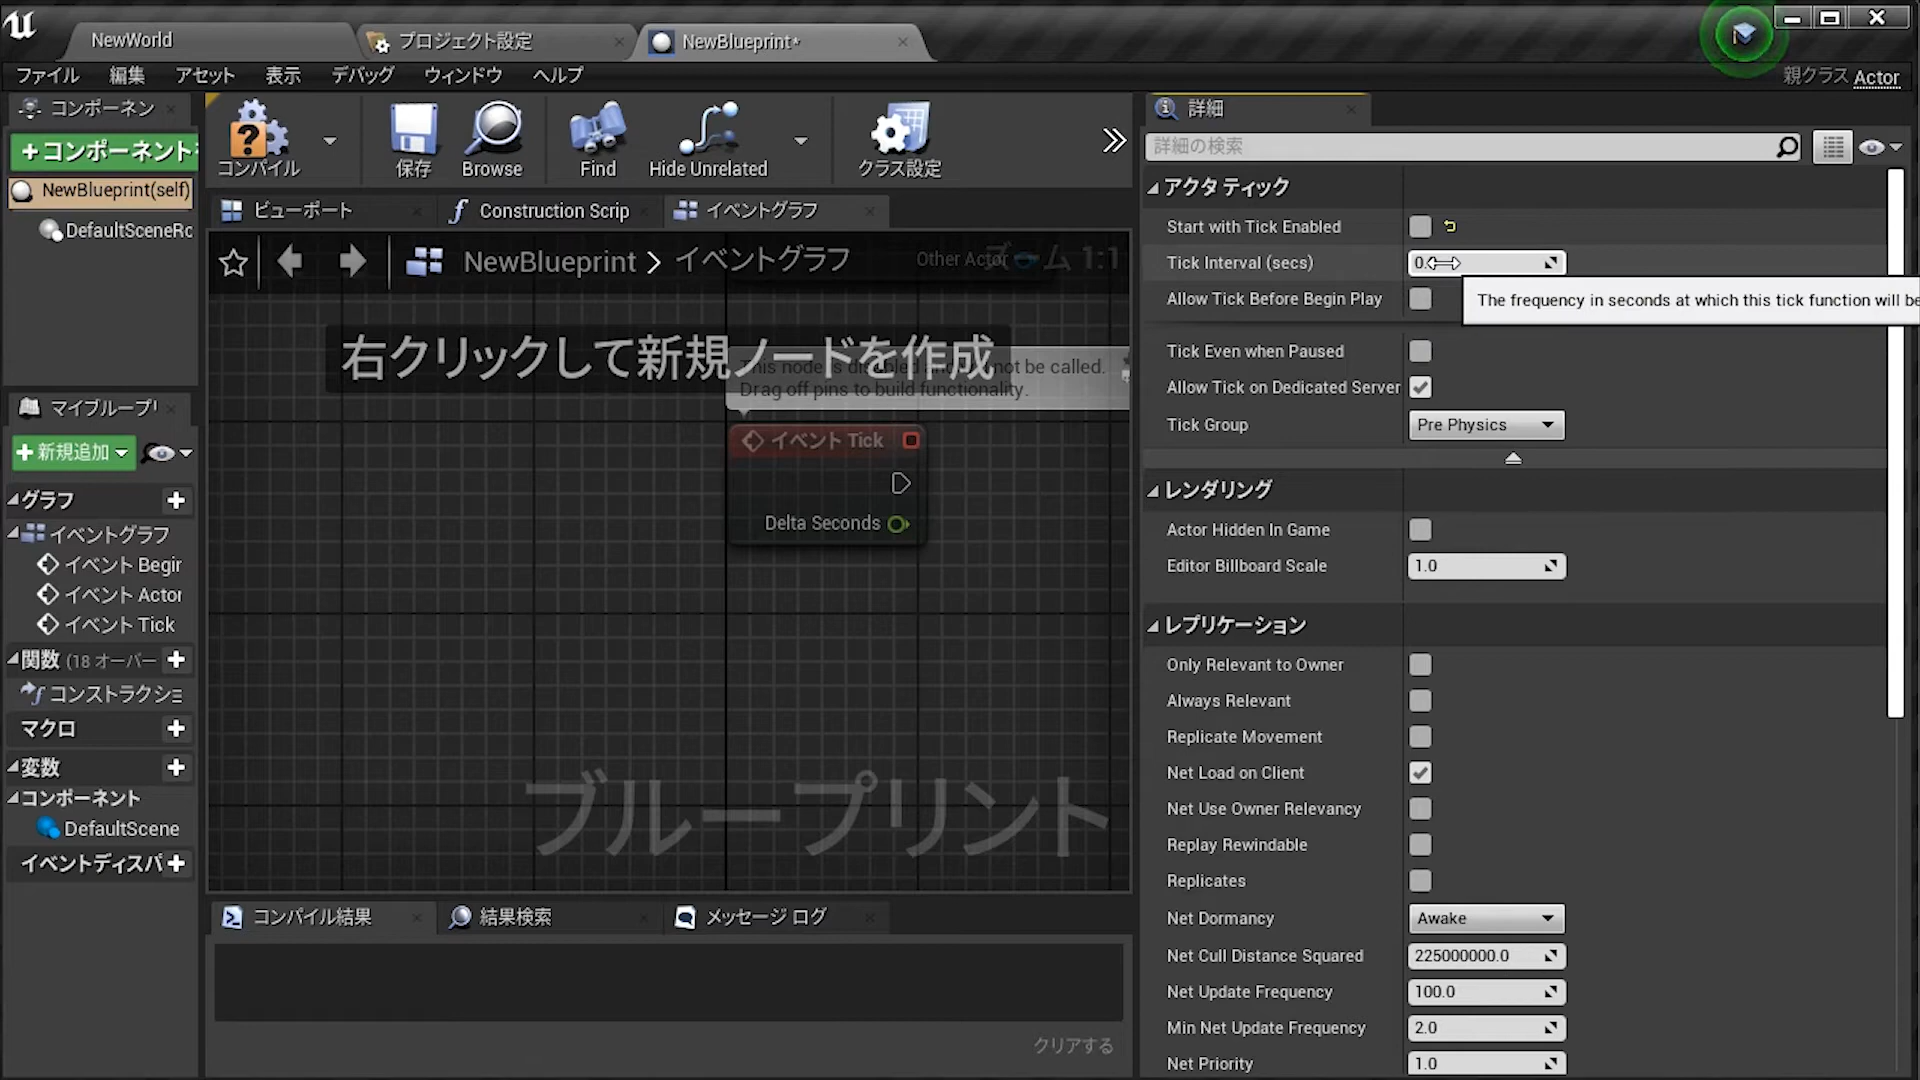 NewWorld
プロジェクト設定
NewBlueprint*
ファイル 編集 アセット 表示 デバッグ ウィンドウ ヘルプ
親クラス Actor
コンポーネン
+コンポーネント
NewBlueprint(self)
DefaultSceneRo
コンパイル
保存
Browse
Find
Hide Unrelated
クラス設定
ビューポート
Construction Scrip
イベントグラフ
NewBlueprint > イベントグラフ
Other Actor
ズーム 1:1
右クリックして新規ノードを作成
not be called.
Drag off pins to build functionality.
イベント Tick
Delta Seconds
ブループリント
マイブループリ
+新規追加
グラフ
イベントグラフ
イベント Begin
イベント Actor
イベント Tick
関数 (18 オーバー
コンストラクショ
マクロ
変数
コンポーネント
DefaultScene
イベントディスパ
コンパイル結果
結果検索
メッセージ ログ
クリアする
詳細
詳細の検索
アクタ ティック
Start with Tick Enabled
Tick Interval (secs)
0.
Allow Tick Before Begin Play
The frequency in seconds at which this tick function will be
Tick Even when Paused
Allow Tick on Dedicated Server
Tick Group
Pre Physics
レンダリング
Actor Hidden In Game
Editor Billboard Scale
1.0
レプリケーション
Only Relevant to Owner
Always Relevant
Replicate Movement
Net Load on Client
Net Use Owner Relevancy
Replay Rewindable
Replicates
Net Dormancy
Awake
Net Cull Distance Squared
225000000.0
Net Update Frequency
100.0
Min Net Update Frequency
2.0
Net Priority
1.0